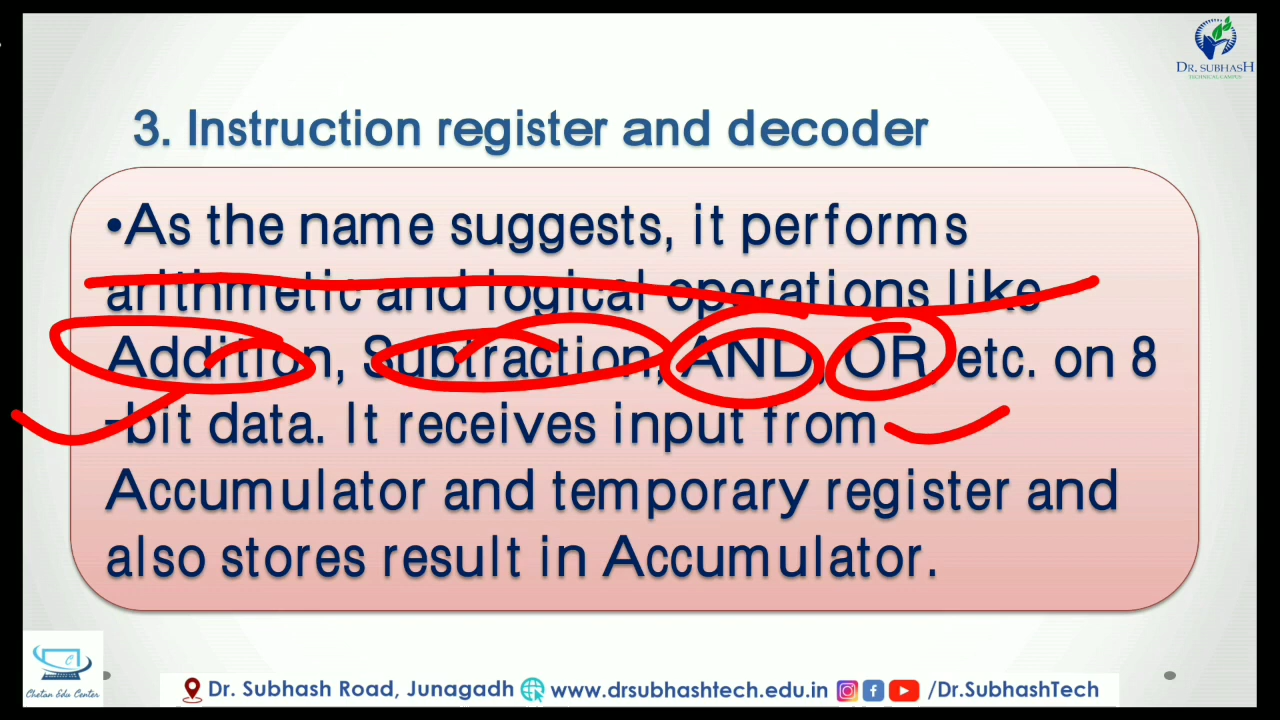 DR. SUBHASH
TECHNICAL CAMPUS
3. Instruction register and decoder
•As the name suggests, it performs
arithmetic and logical operations like
Addition, Subtraction, AND, OR, etc. on 8
-bit data. It receives input from
Accumulator and temporary register and
also stores result in Accumulator.
Chetan Edu Center
Dr. Subhash Road, Junagadh www.drsubhashtech.edu.in /Dr.SubhashTech